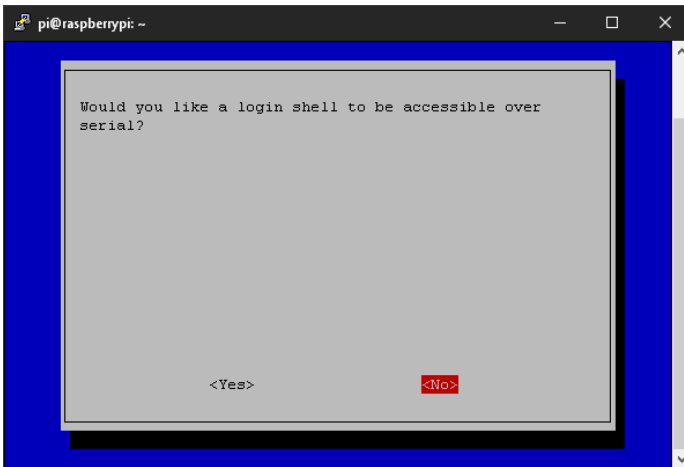 pi@raspberrypi: ~
Would you like a login shell to be accessible over
serial?
<Yes> <No>